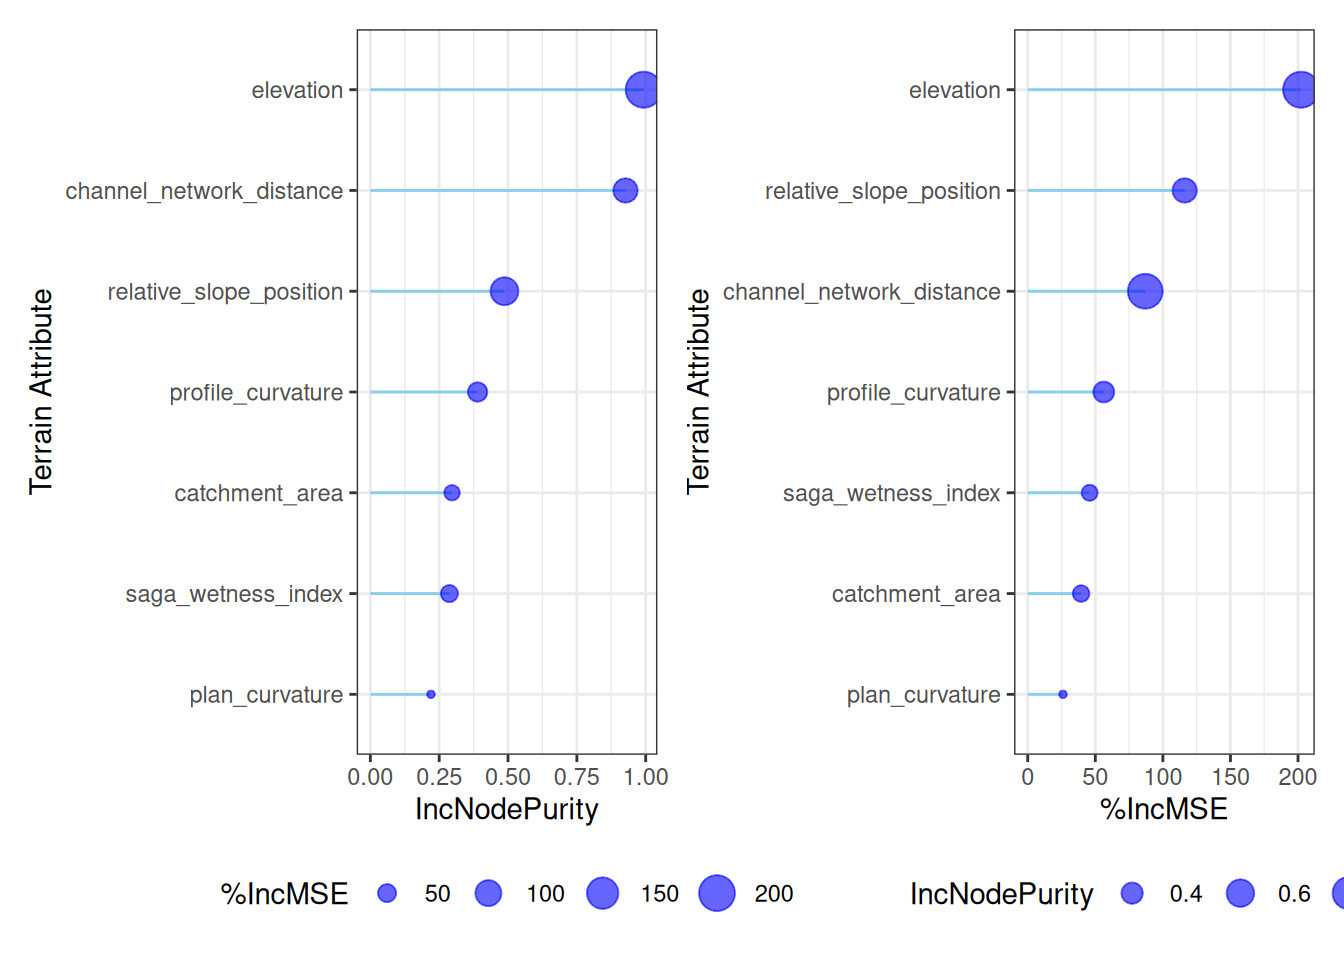 elevation
channel_network_distance
relative_slope_position
profile_curvature
catchment_area
saga_wetness_index
plan_curvature
Terrain Attribute
0.00 0.25 0.50 0.75 1.00
IncNodePurity
%IncMSE 50 100 150 200
elevation
relative_slope_position
channel_network_distance
profile_curvature
saga_wetness_index
catchment_area
plan_curvature
Terrain Attribute
0 50 100 150 200
%IncMSE
IncNodePurity 0.4 0.6